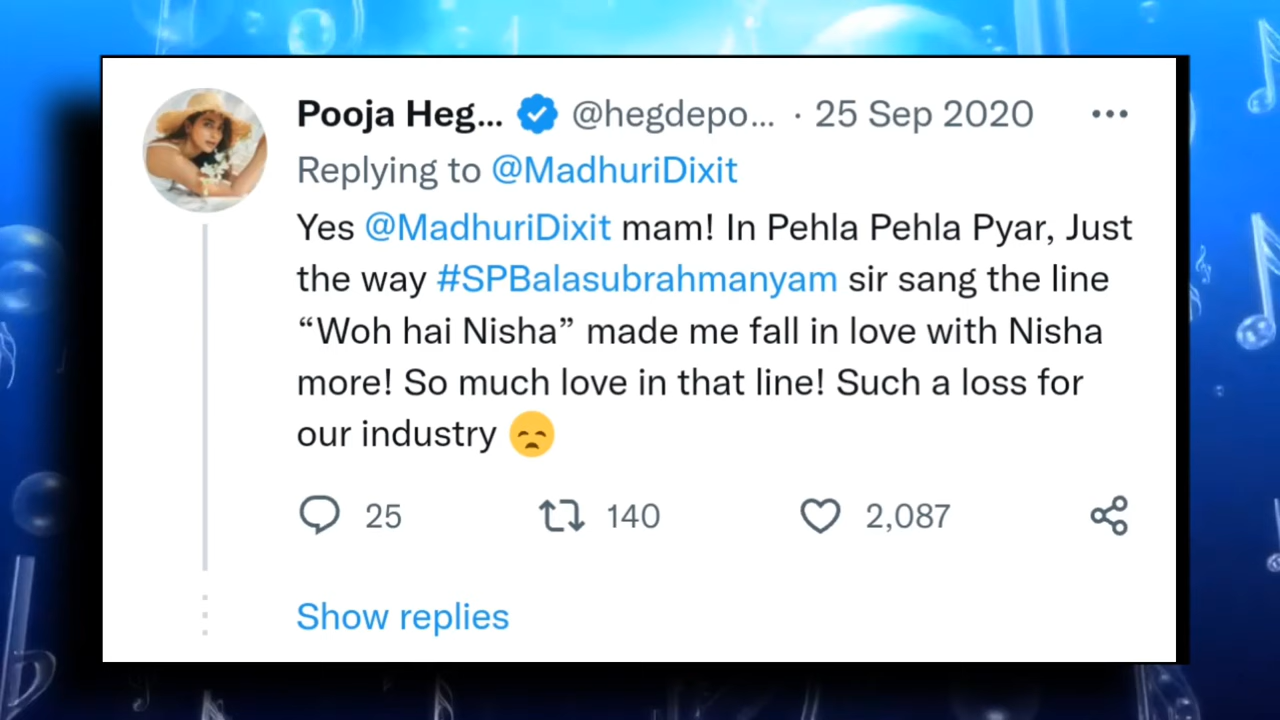 Pooja Heg... @hegdepo... · 25 Sep 2020
Replying to @MadhuriDixit
Yes @MadhuriDixit mam! In Pehla Pehla Pyar, Just
the way #SPBalasubrahmanyam sir sang the line
“Woh hai Nisha” made me fall in love with Nisha
more! So much love in that line! Such a loss for
our industry 😞
25 140 2,087
Show replies